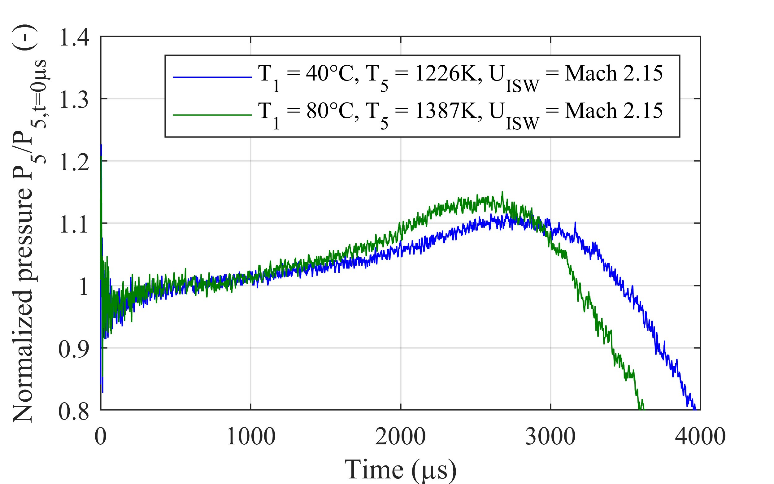 Normalized pressure P5/P5,t=0μs (-)
1.4
1.3
1.2
1.1
1
0.9
0.8
T1 = 40°C, T5 = 1226K, UISW = Mach 2.15
T1 = 80°C, T5 = 1387K, UISW = Mach 2.15
0 1000 2000 3000 4000
Time (μs)